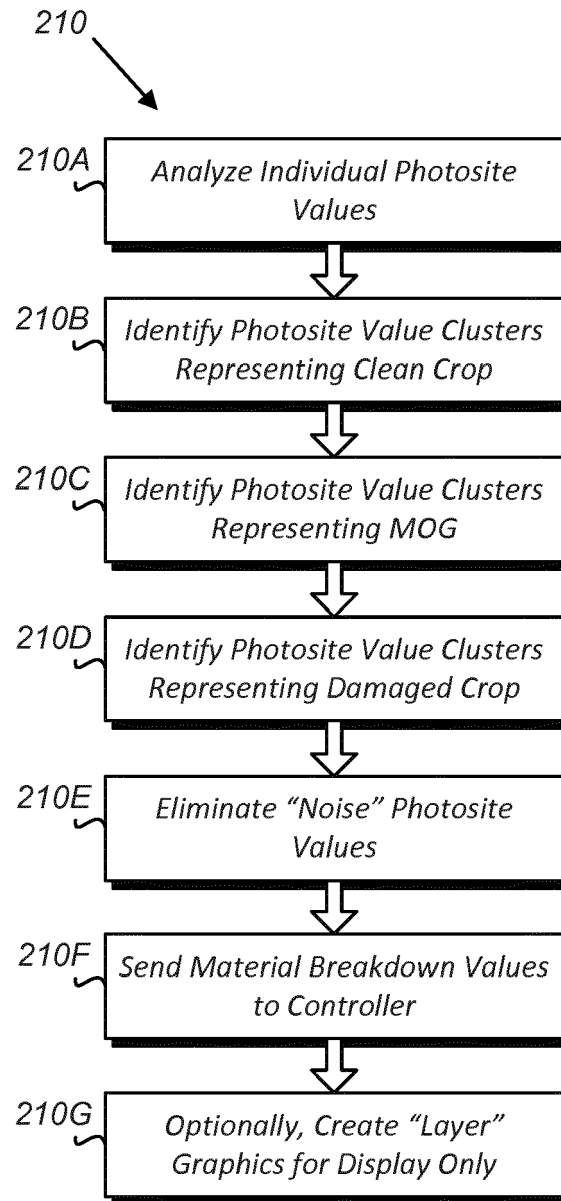 210
210A
Analyze Individual Photosite
Values
210B
Identify Photosite Value Clusters
Representing Clean Crop
210C
Identify Photosite Value Clusters
Representing MOG
210D
Identify Photosite Value Clusters
Representing Damaged Crop
210E
Eliminate “Noise” Photosite
Values
210F
Send Material Breakdown Values
to Controller
210G
Optionally, Create “Layer”
Graphics for Display Only